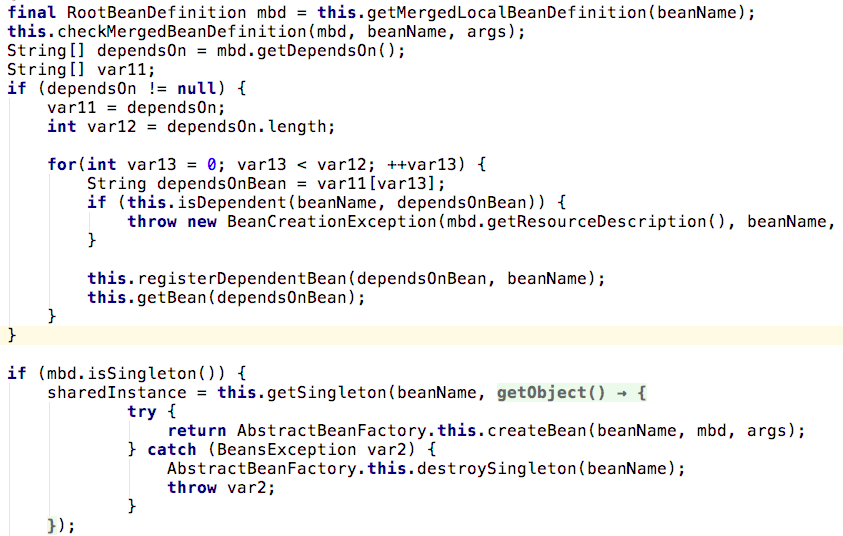 final RootBeanDefinition mbd = this.getMergedLocalBeanDefinition(beanName);
this.checkMergedBeanDefinition(mbd, beanName, args);
String[] dependsOn = mbd.getDependsOn();
String[] var11;
if (dependsOn != null) {
    var11 = dependsOn;
    int var12 = dependsOn.length;

    for(int var13 = 0; var13 < var12; ++var13) {
        String dependsOnBean = var11[var13];
        if (this.isDependent(beanName, dependsOnBean)) {
            throw new BeanCreationException(mbd.getResourceDescription(), beanName,
        }

        this.registerDependentBean(dependsOnBean, beanName);
        this.getBean(dependsOnBean);
    }
}

if (mbd.isSingleton()) {
    sharedInstance = this.getSingleton(beanName, getObject() → {
            try {
                return AbstractBeanFactory.this.createBean(beanName, mbd, args);
            } catch (BeansException var2) {
                AbstractBeanFactory.this.destroySingleton(beanName);
                throw var2;
            }
    });